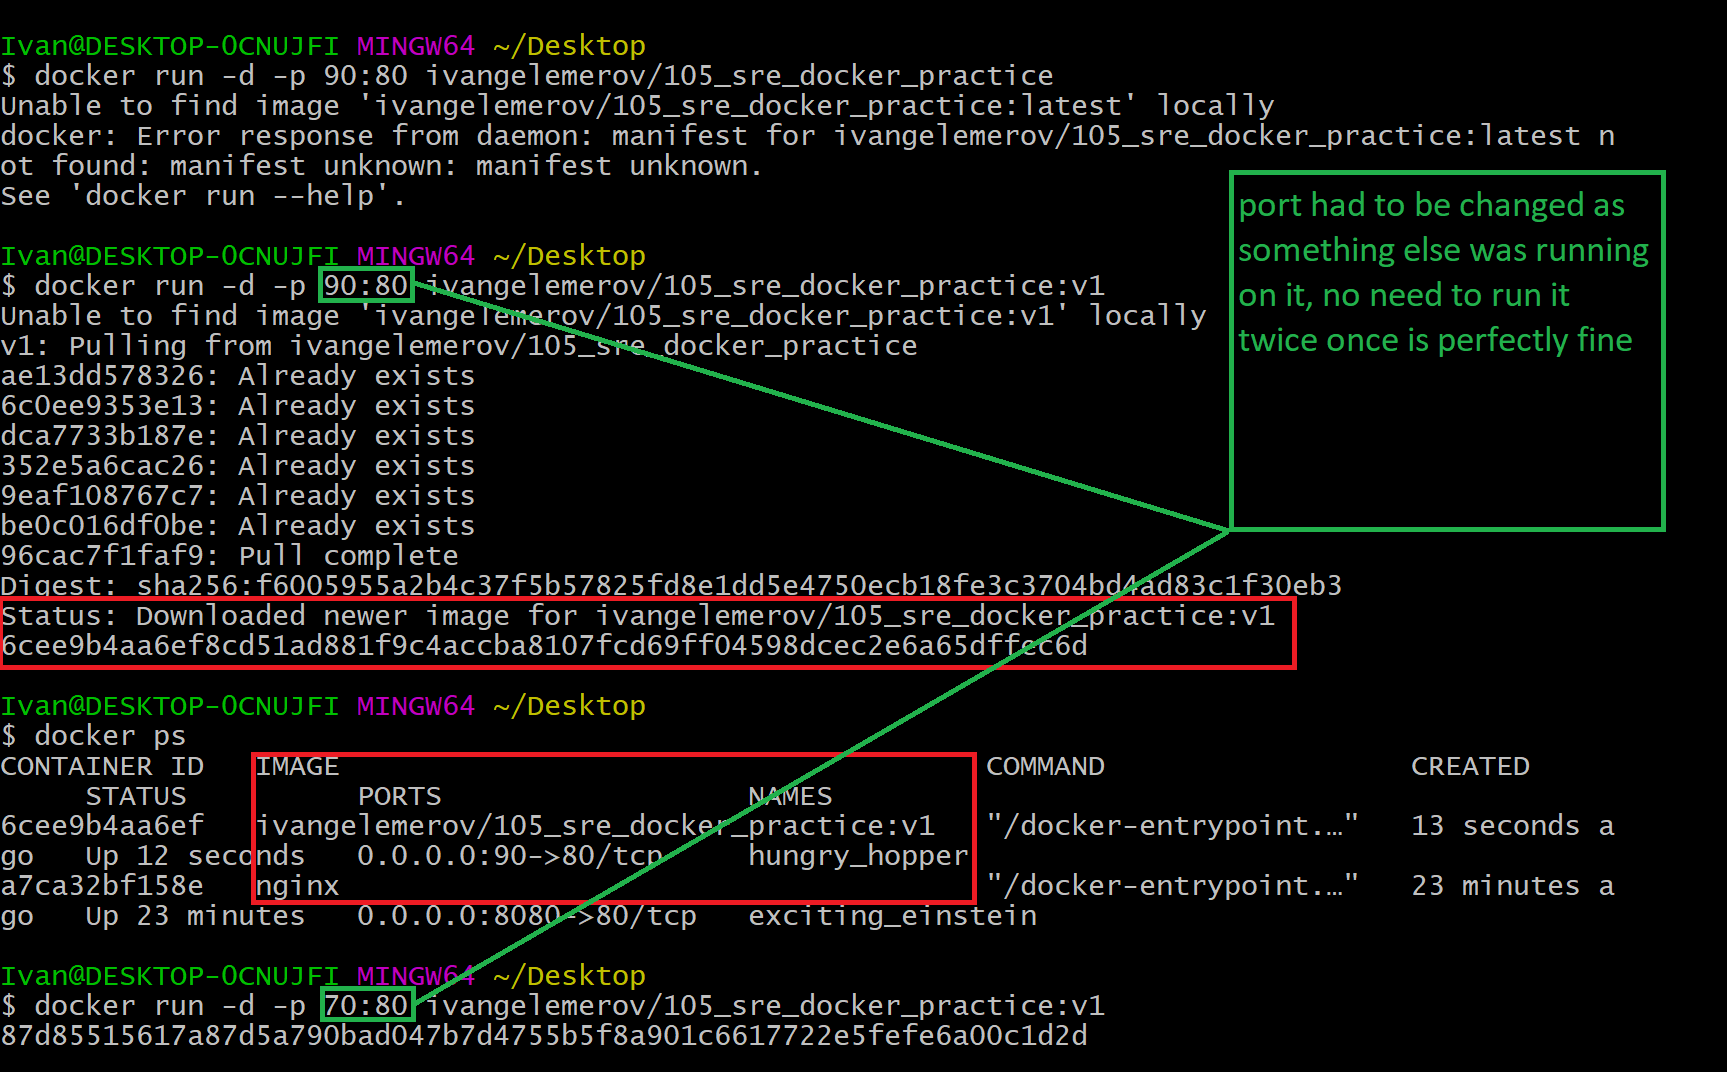 Ivan@DESKTOP-OCNUJFI MINGW64 ~/Desktop
$ docker run -d -p 90:80 ivangelemerov/105_sre_docker_practice
Unable to find image 'ivangelemerov/105_sre_docker_practice:latest' locally
docker: Error response from daemon: manifest for ivangelemerov/105_sre_docker_practice:latest n
ot found: manifest unknown: manifest unknown.
See 'docker run --help'.
Ivan@DESKTOP-OCNUJFI MINGW64 ~/Desktop
$ docker run -d -p 90:80 ivangelemerov/105_sre_docker_practice:v1
Unable to find image 'ivangelemerov/105_sre_docker_practice:v1' locally
v1: Pulling from ivangelemerov/105_sre_docker_practice
ae13dd578326: Already exists
6c0ee9353e13: Already exists
dca7733b187e: Already exists
352e5a6cac26: Already exists
9eaf108767c7: Already exists
be0c016df0be: Already exists
96cac7f1faf9: Pull complete
Digest: sha256:f6005955a2b4c37f5b57825fd8e1dd5e4750ecb18fe3c3704bd4ad83c1f30eb3
Status: Downloaded newer image for ivangelemerov/105_sre_docker_practice:v1
6cee9b4aa6ef8cd51ad881f9c4accba8107fcd69ff04598dcec2e6a65dffec6d
Ivan@DESKTOP-OCNUJFI MINGW64 ~/Desktop
$ docker ps
CONTAINER ID   IMAGE                                      COMMAND                  CREATED
     STATUS          PORTS                  NAMES
6cee9b4aa6ef   ivangelemerov/105_sre_docker_practice:v1   "/docker-entrypoint.…"   13 seconds a
go   Up 12 seconds   0.0.0.0:90->80/tcp     hungry_hopper
a7ca32bf158e   nginx                                      "/docker-entrypoint.…"   23 minutes a
go   Up 23 minutes   0.0.0.0:8080->80/tcp   exciting_einstein
Ivan@DESKTOP-OCNUJFI MINGW64 ~/Desktop
$ docker run -d -p 70:80 ivangelemerov/105_sre_docker_practice:v1
87d85515617a87d5a790bad047b7d4755b5f8a901c6617722e5fefe6a00c1d2d
port had to be changed as
something else was running
on it, no need to run it
twice once is perfectly fine